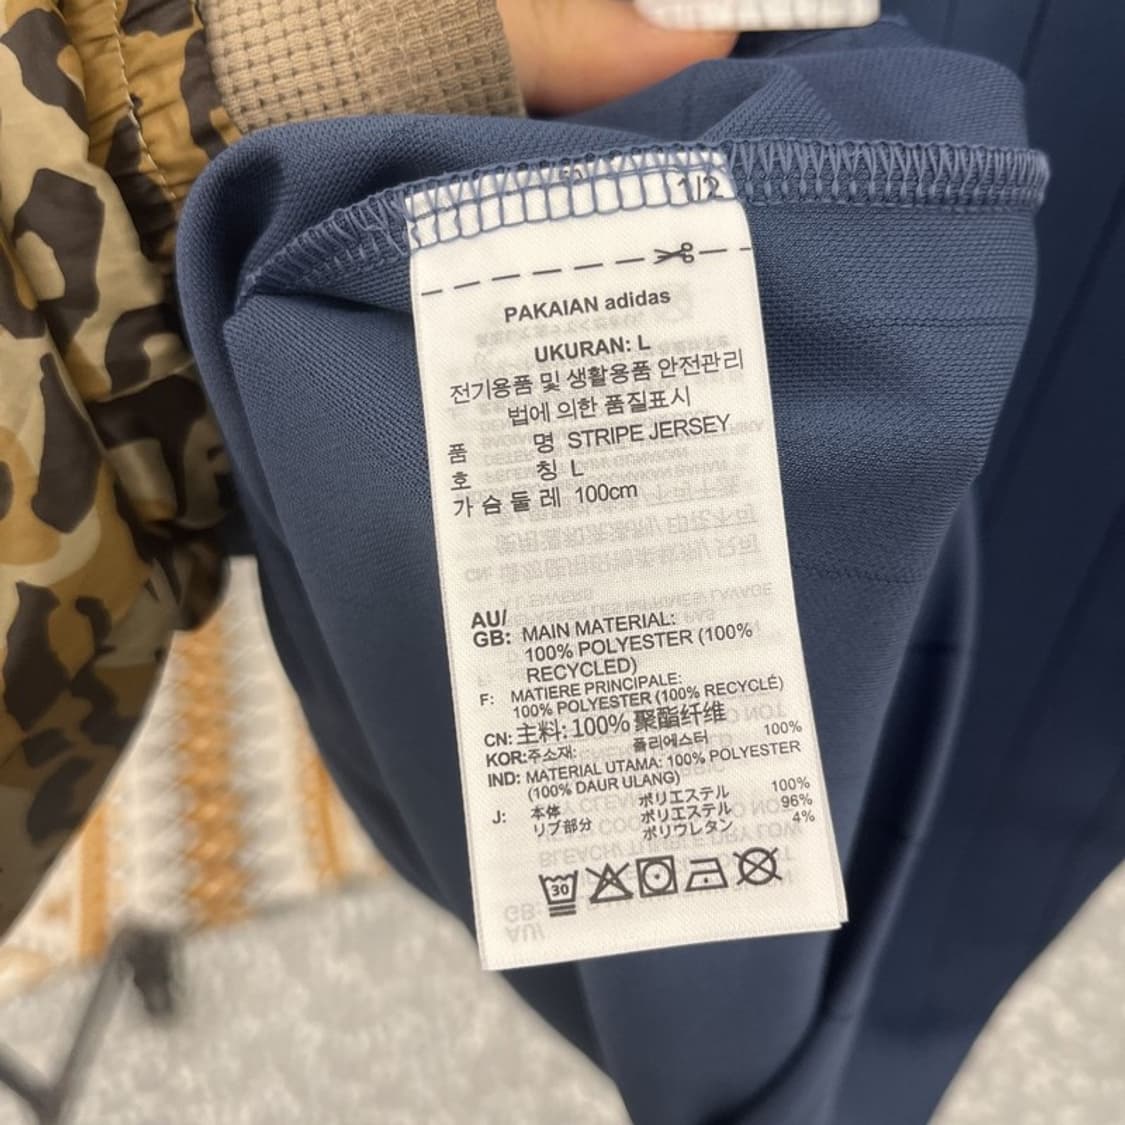 1/2
PAKAIAN adidas
UKURAN: L
전기용품 및 생활용품 안전관리
법에 의한 품질표시
품 명 STRIPE JERSEY
호 칭 L
가 슴 둘 레 100cm
AU/
GB: MAIN MATERIAL:
100% POLYESTER (100%
RECYCLED)
F: MATIERE PRINCIPALE:
100% POLYESTER (100% RECYCLÉ)
CN: 主料: 100% 聚酯纤维
KOR:주소재: 폴리에스터 100%
IND: MATERIAL UTAMA: 100% POLYESTER
(100% DAUR ULANG)
J: 本体 ポリエステル 100%
リブ部分 ポリエステル 96%
ポリウレタン 4%
30